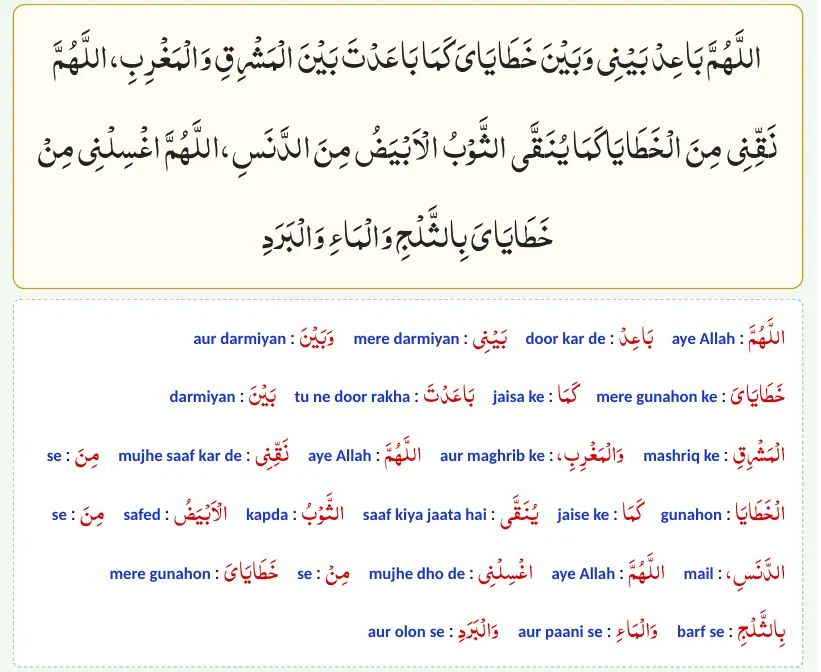 اللَّهُمَّ بَاعِدْ بَيْنِى وَبَيْنَ خَطَايَاىَ كَمَا بَاعَدْتَ بَيْنَ الْمَشْرِقِ وَالْمَغْرِبِ، اللَّهُمَّ
نَقِّنِى مِنَ الْخَطَايَا كَمَا يُنَقَّى الثَّوْبُ الْاَبْيَضُ مِنَ الدَّنَسِ، اللَّهُمَّ اغْسِلْنِى مِنْ
خَطَايَاىَ بِالثَّلْجِ وَالْمَاءِ وَالْبَرَدِ
اللَّهُمَّ : aye Allah بَاعِدْ : door kar de بَيْنِى : mere darmiyan وَبَيْنَ : aur darmiyan
خَطَايَاىَ : mere gunahon ke كَمَا : jaisa ke بَاعَدْتَ : tu ne door rakha بَيْنَ : darmiyan
الْمَشْرِقِ : mashriq ke وَالْمَغْرِبِ، : aur maghrib ke اللَّهُمَّ : aye Allah نَقِّنِى : mujhe saaf kar de مِنَ : se
الْخَطَايَا : gunahon كَمَا : jaise ke يُنَقَّى : saaf kiya jaata hai الثَّوْبُ : kapda الْاَبْيَضُ : safed مِنَ : se
الدَّنَسِ، : mail اللَّهُمَّ : aye Allah اغْسِلْنِى : mujhe dho de مِنْ : se خَطَايَاىَ : mere gunahon
بِالثَّلْجِ : barf se وَالْمَاءِ : aur paani se وَالْبَرَدِ : aur olon se